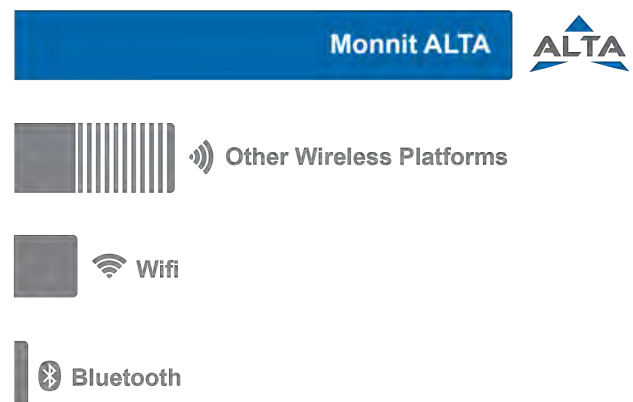 Monnit ALTA
ALTA
Other Wireless Platforms
Wifi
Bluetooth